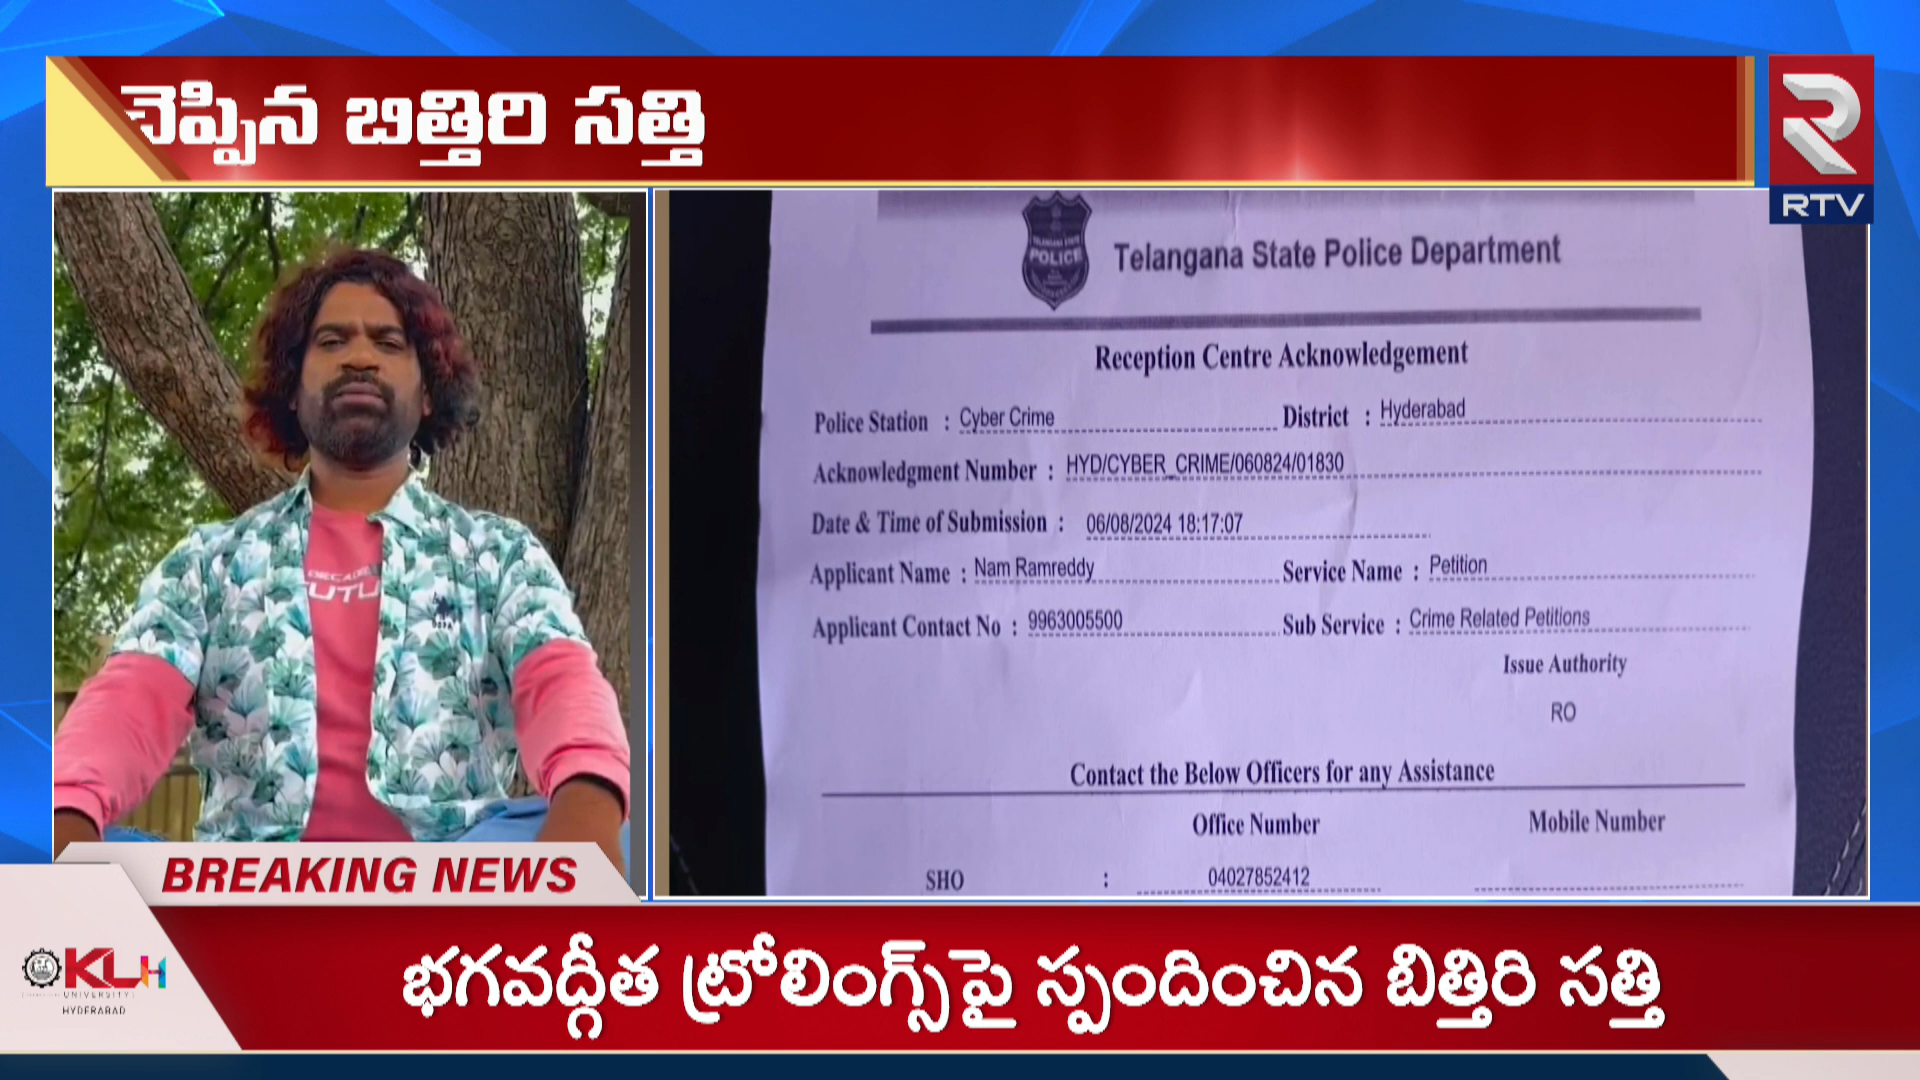 చెప్పిన బిత్తిరి సత్తి
RTV
TELANGANA STATE
POLICE
Telangana State Police Department
Reception Centre Acknowledgement
Police Station : Cyber Crime District : Hyderabad
Acknowledgment Number : HYD/CYBER_CRIME/060824/01830
Date & Time of Submission : 06/08/2024 18:17:07
Applicant Name : Nam Ramreddy Service Name : Petition
Applicant Contact No : 9963005500 Sub Service : Crime Related Petitions
Issue Authority
RO
Contact the Below Officers for any Assistance
Office Number Mobile Number
SHO : 04027852412
BREAKING NEWS
KLH
UNIVERSITY
HYDERABAD
భగవద్గీత ట్రోలింగ్స్‌పై స్పందించిన బిత్తిరి సత్తి